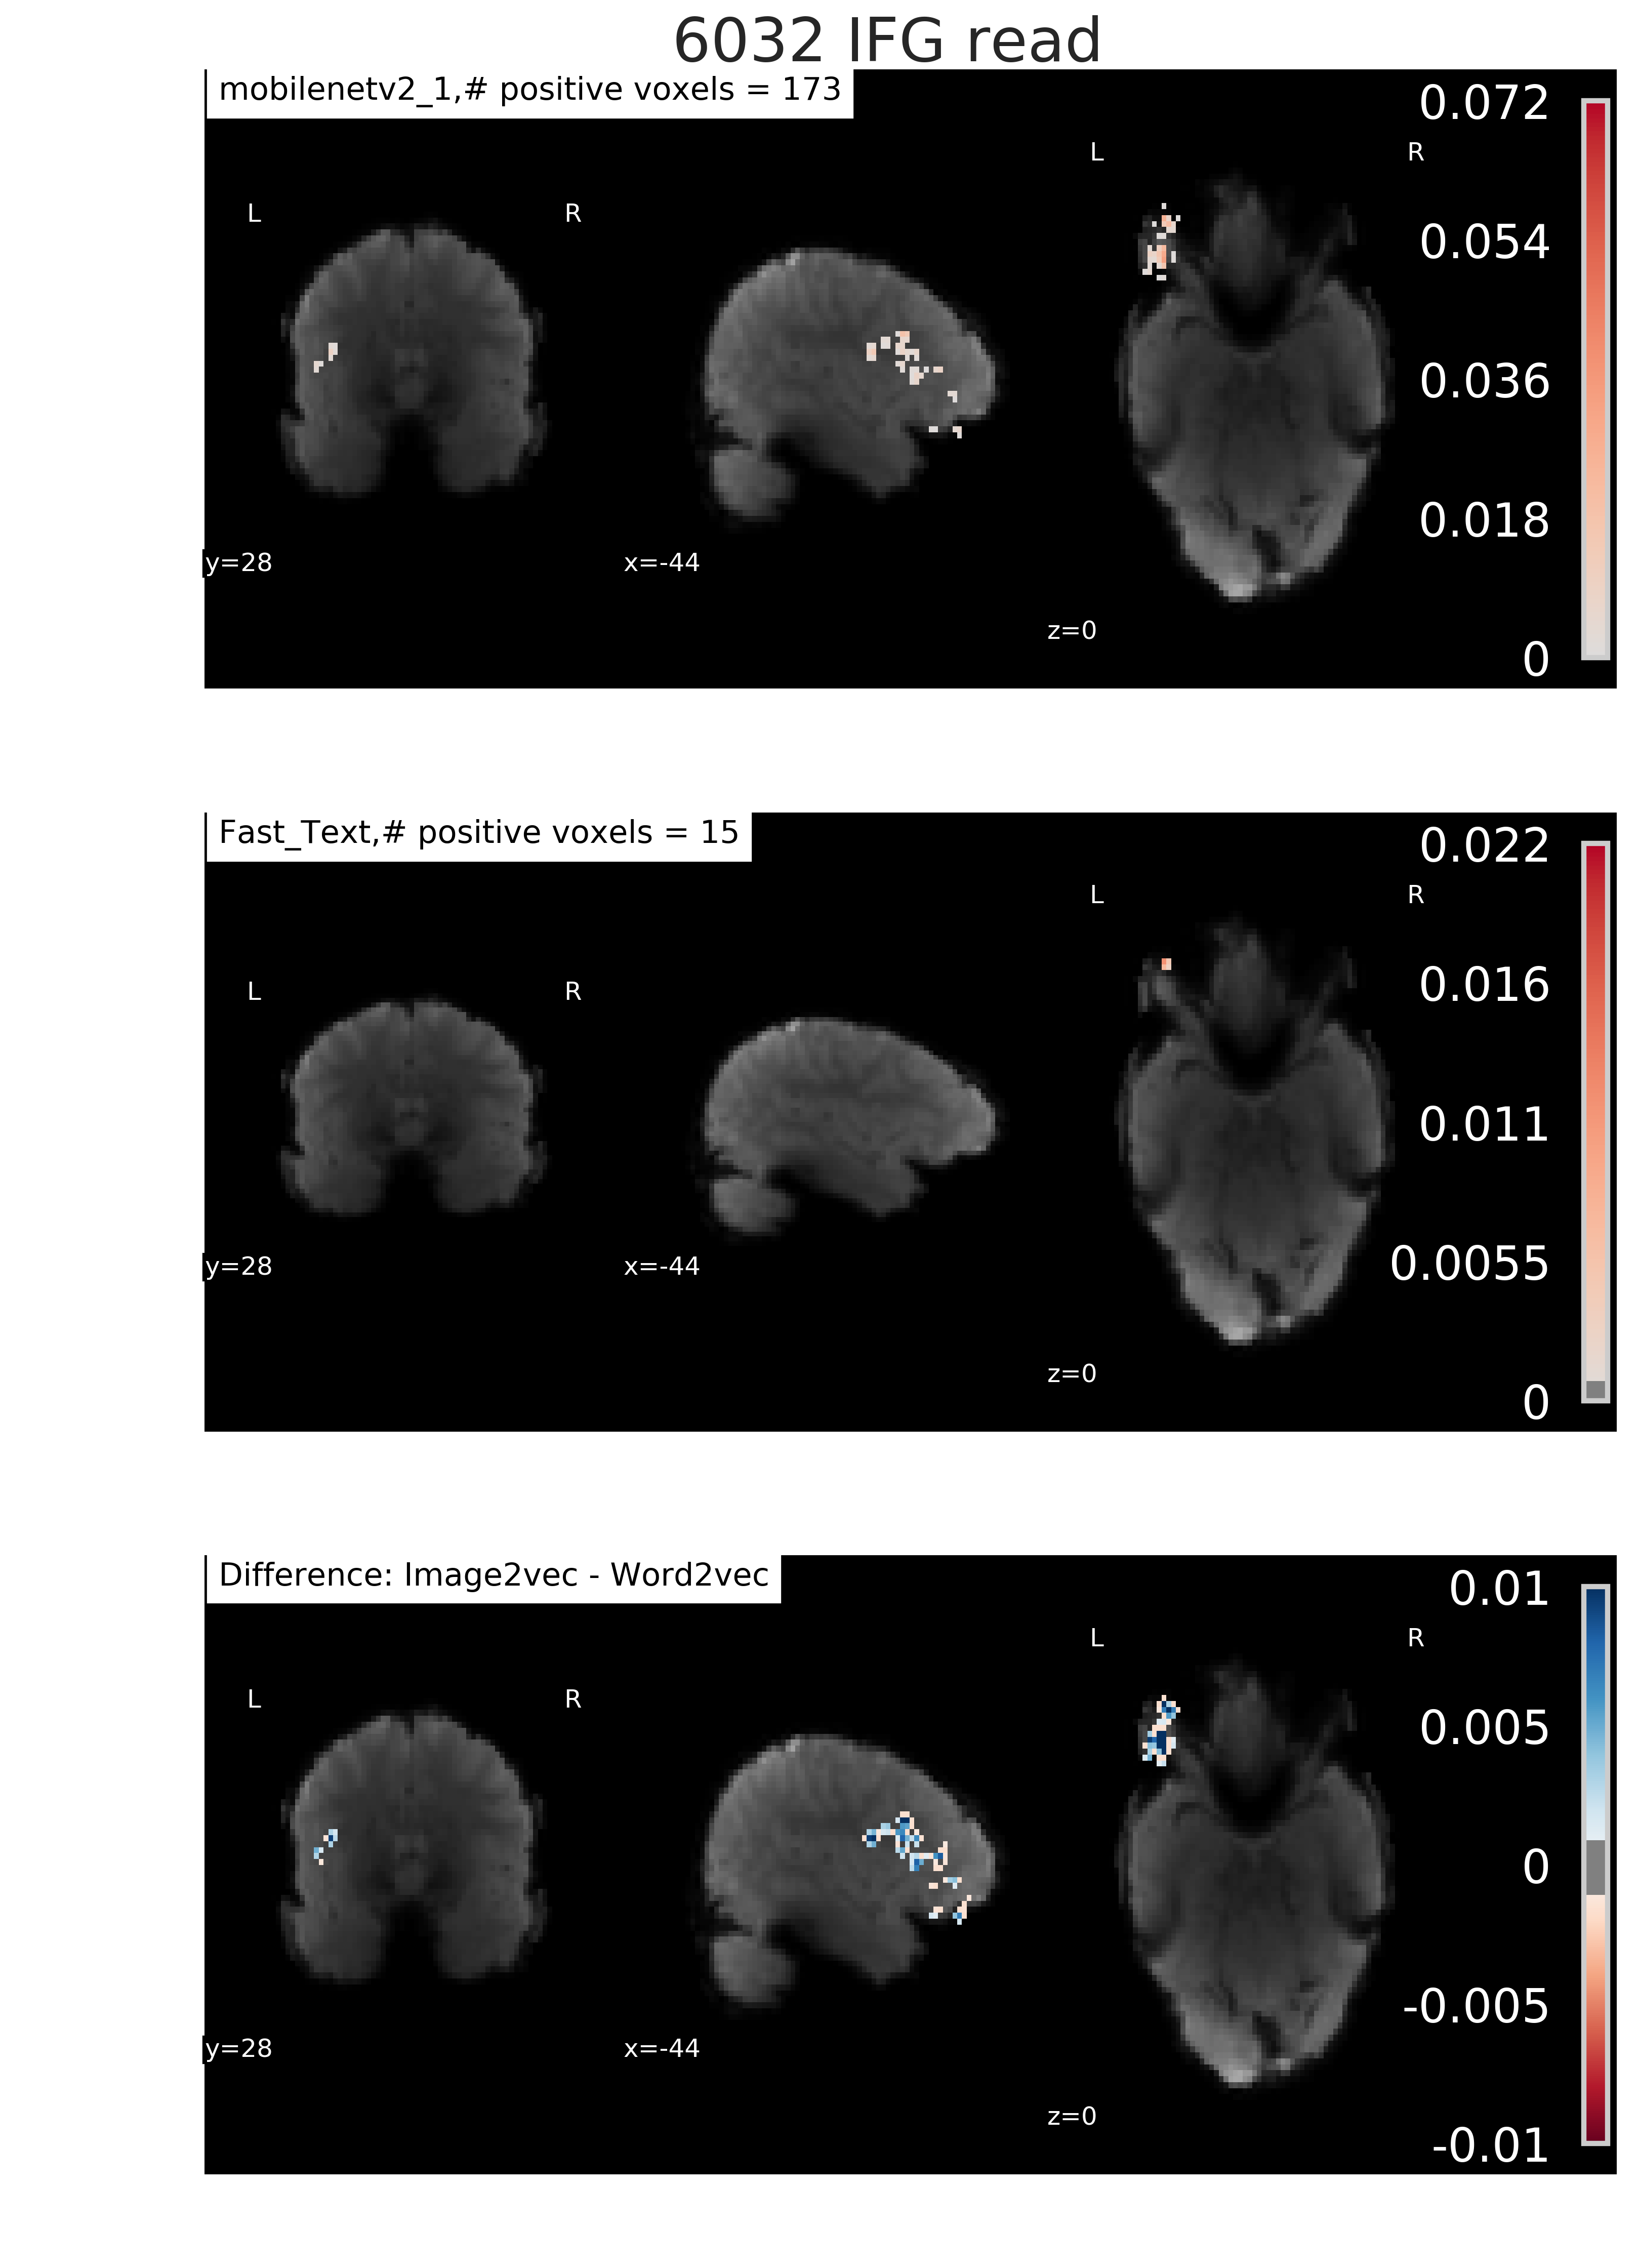 6032 IFG read
mobilenetv2_1,# positive voxels = 173
0.072
L R
0.054
L R
0.036
0.018
y=28 x=-44
z=0
0
Fast_Text,# positive voxels = 15
0.022
L R
0.016
L R
0.011
0.0055
y=28 x=-44
z=0
0
Difference: Image2vec - Word2vec
0.01
L R
0.005
L R
0
-0.005
y=28 x=-44
z=0
-0.01